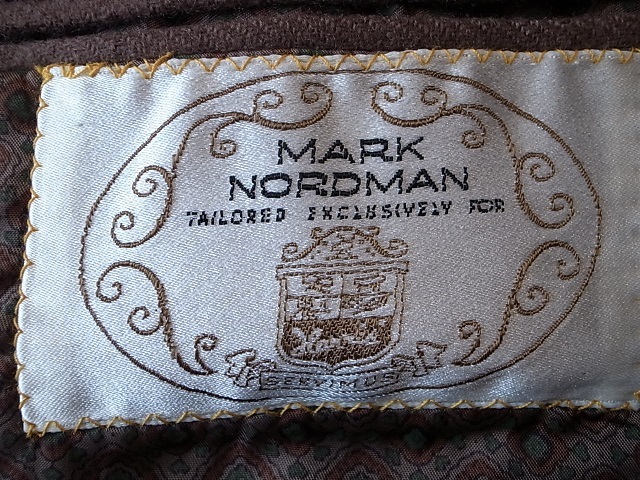 MARK
NORDMAN
TAILORED EXCLUSIVELY FOR
SERVIMUS